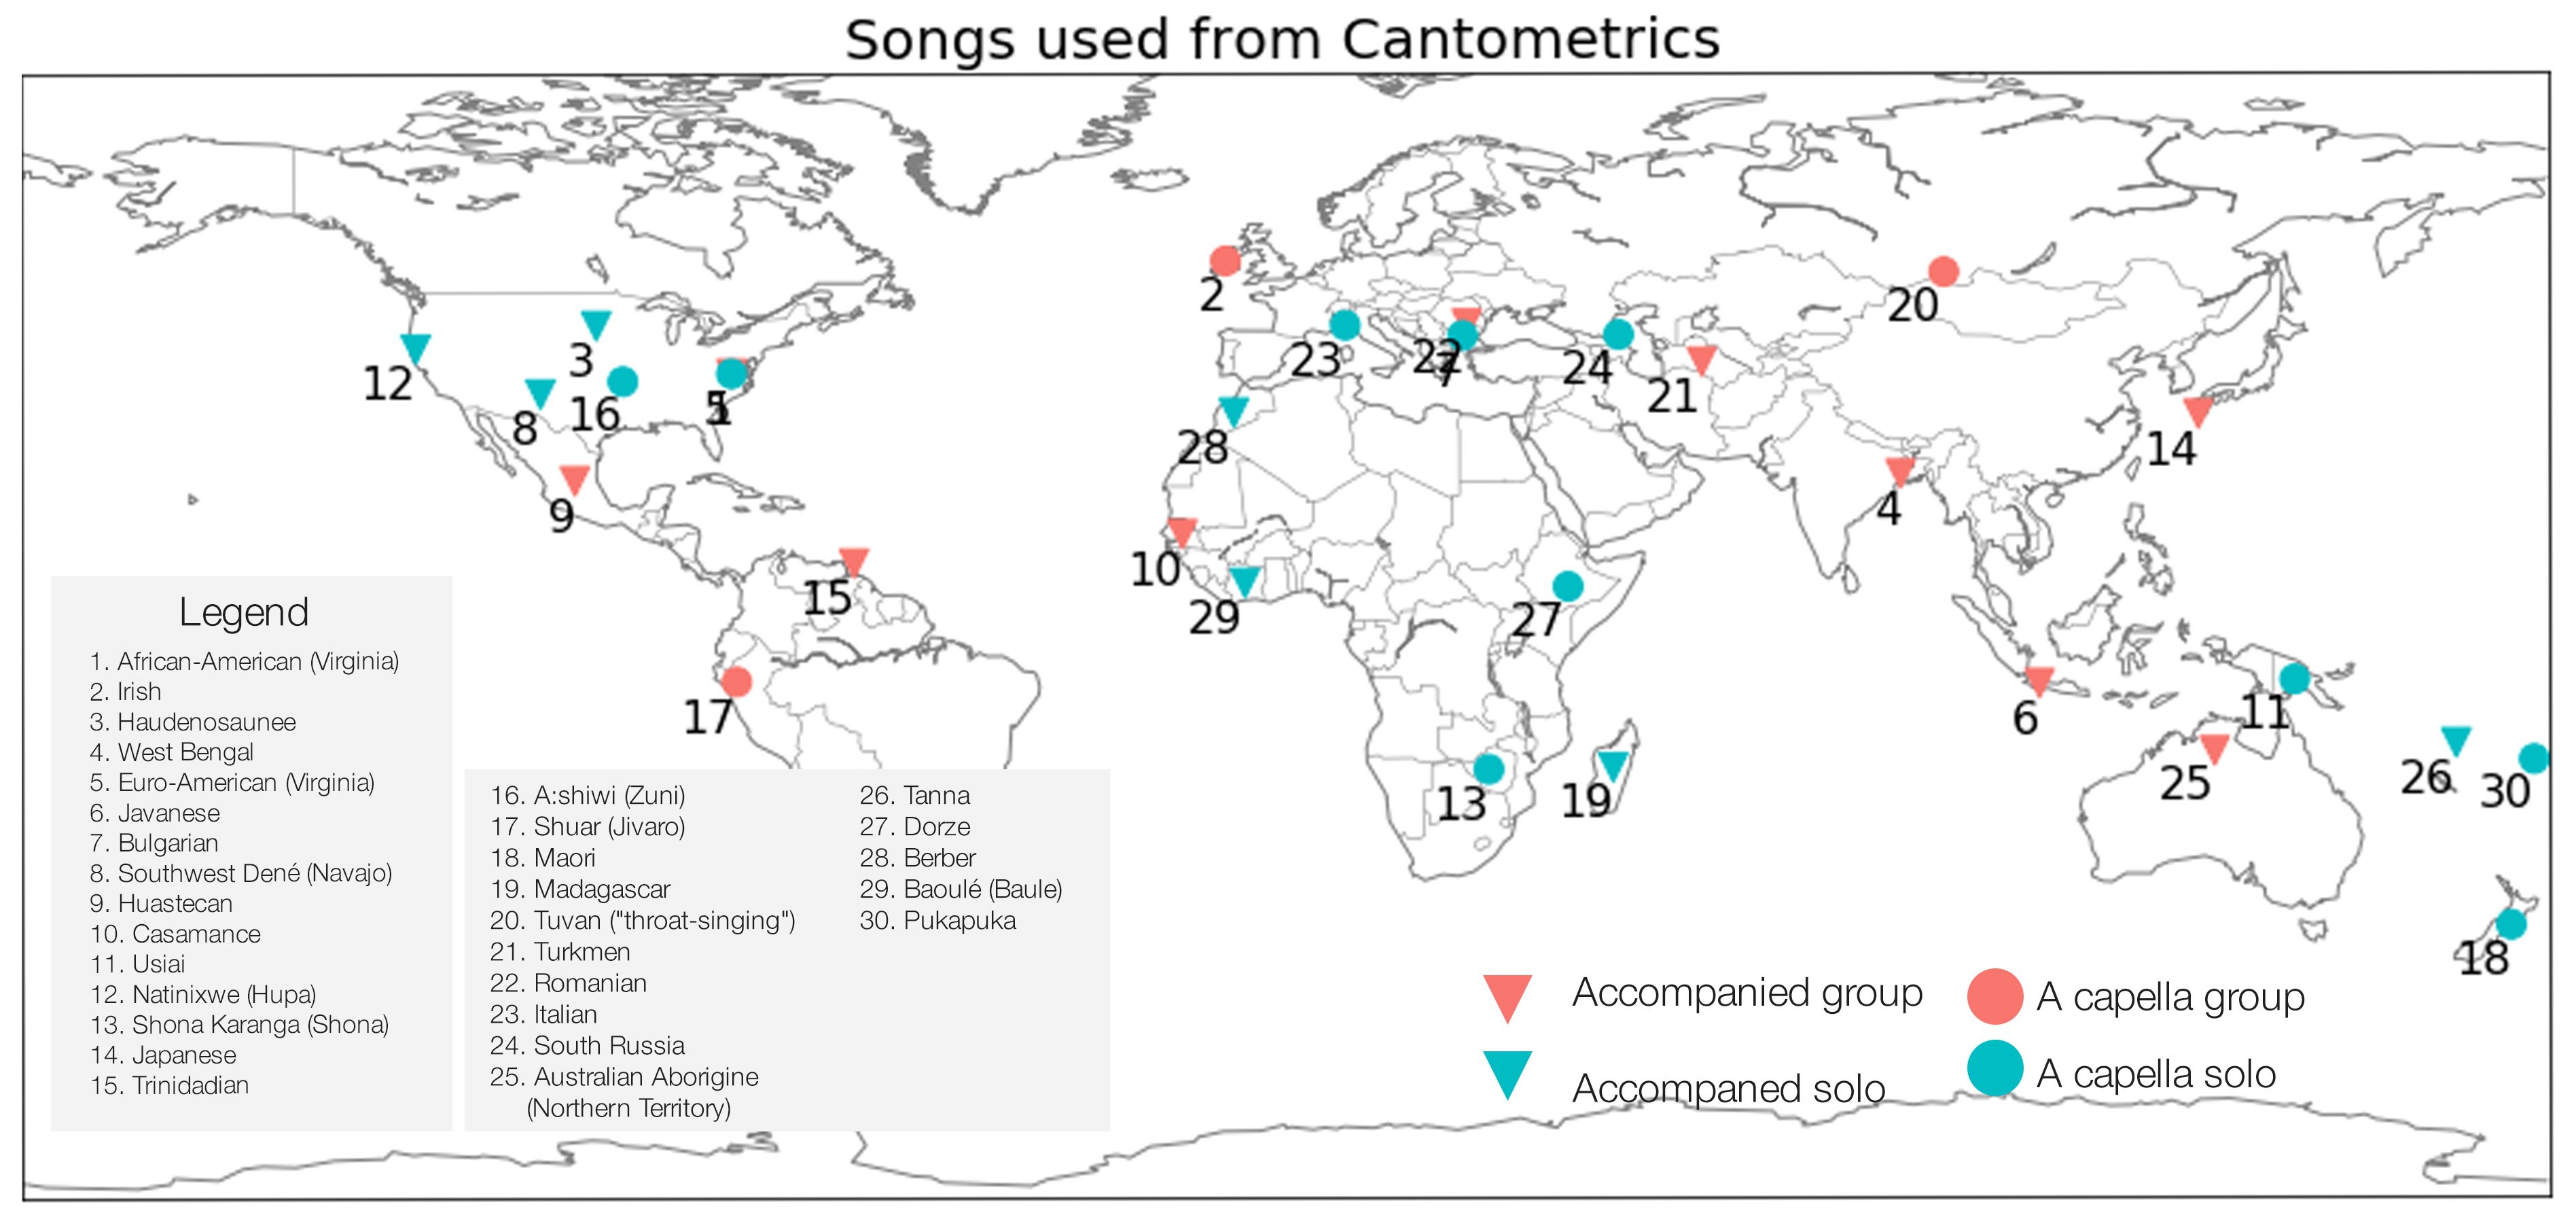 Songs used from Cantometrics
2
20
23
22
7
24
21
12
3
8
16
5
1
28
14
9
4
10
15
29
27
17
6
11
13
19
25
26
30
18
Legend
1. African-American (Virginia)
2. Irish
3. Haudenosaunee
4. West Bengal
5. Euro-American (Virginia)
6. Javanese
7. Bulgarian
8. Southwest Dené (Navajo)
9. Huastecan
10. Casamance
11. Usiai
12. Natinixwe (Hupa)
13. Shona Karanga (Shona)
14. Japanese
15. Trinidadian
16. A:shiwi (Zuni)
17. Shuar (Jivaro)
18. Maori
19. Madagascar
20. Tuvan ("throat-singing")
21. Turkmen
22. Romanian
23. Italian
24. South Russia
25. Australian Aborigine
(Northern Territory)
26. Tanna
27. Dorze
28. Berber
29. Baoulé (Baule)
30. Pukapuka
Accompanied group
A capella group
Accompaned solo
A capella solo